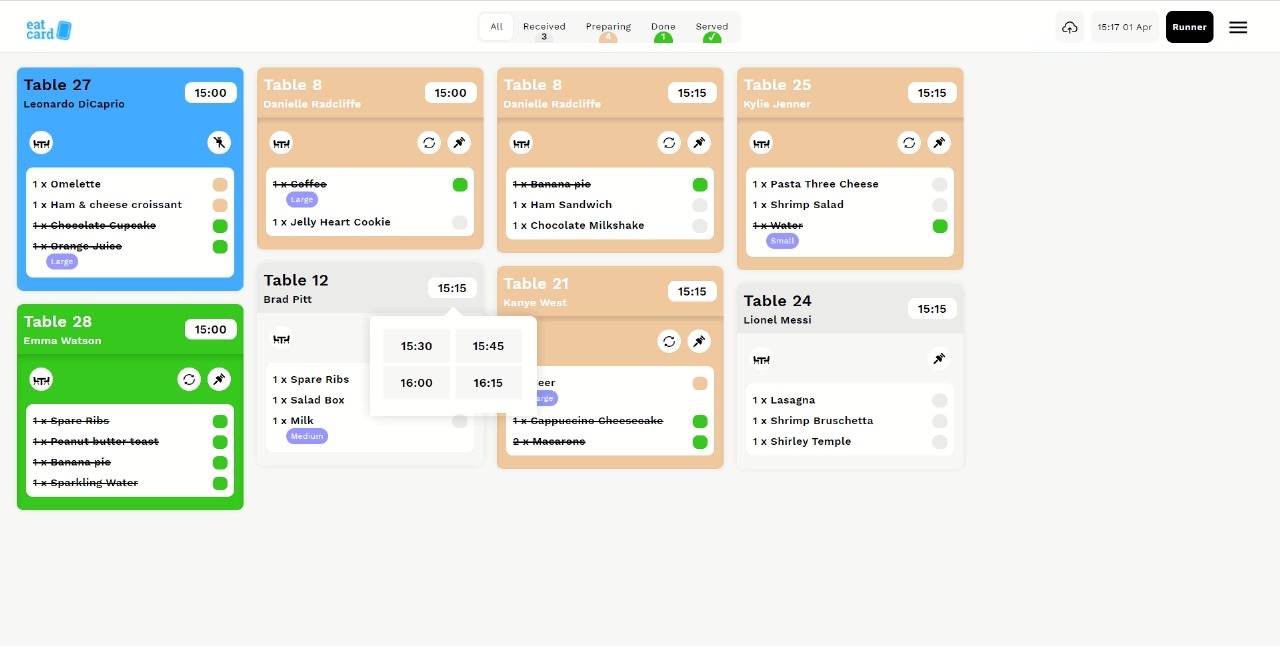 eat
card
All
Received
3
Preparing
4
Done
1
Served
15:17 01 Apr
Runner
Table 27
Leonardo DiCaprio
15:00
1 x Omelette
1 x Ham & cheese croissant
1 x Chocolate Cupcake
1 x Orange Juice
Large
Table 28
Emma Watson
15:00
1 x Spare Ribs
1 x Peanut butter toast
1 x Banana pie
1 x Sparkling Water
Table 8
Danielle Radcliffe
15:00
1 x Coffee
Large
1 x Jelly Heart Cookie
Table 12
Brad Pitt
15:15
1 x Spare Ribs
1 x Salad Box
1 x Milk
Medium
15:30
15:45
16:00
16:15
Table 8
Danielle Radcliffe
15:15
1 x Banana pie
1 x Ham Sandwich
1 x Chocolate Milkshake
Table 21
Kanye West
15:15
eer
arge
1 x Cappuccino Cheesecake
2 x Macarons
Table 25
Kylie Jenner
15:15
1 x Pasta Three Cheese
1 x Shrimp Salad
1 x Water
Small
Table 24
Lionel Messi
15:15
1 x Lasagna
1 x Shrimp Bruschetta
1 x Shirley Temple